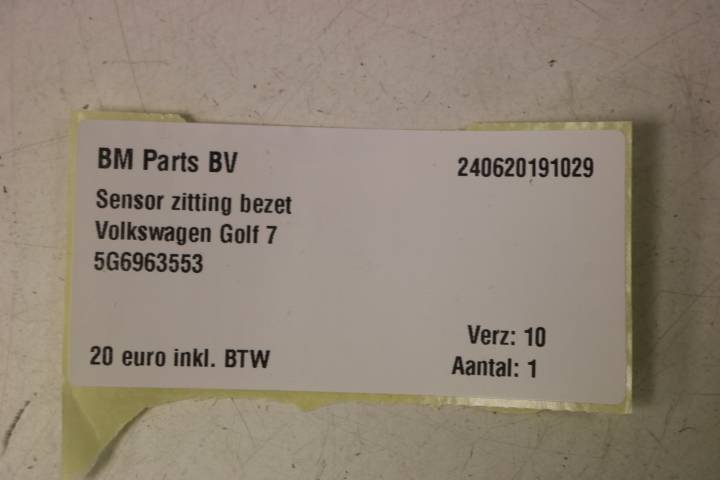 BM Parts BV
240620191029
Sensor zitting bezet
Volkswagen Golf 7
5G6963553
Verz: 10
20 euro inkl. BTW
Aantal: 1